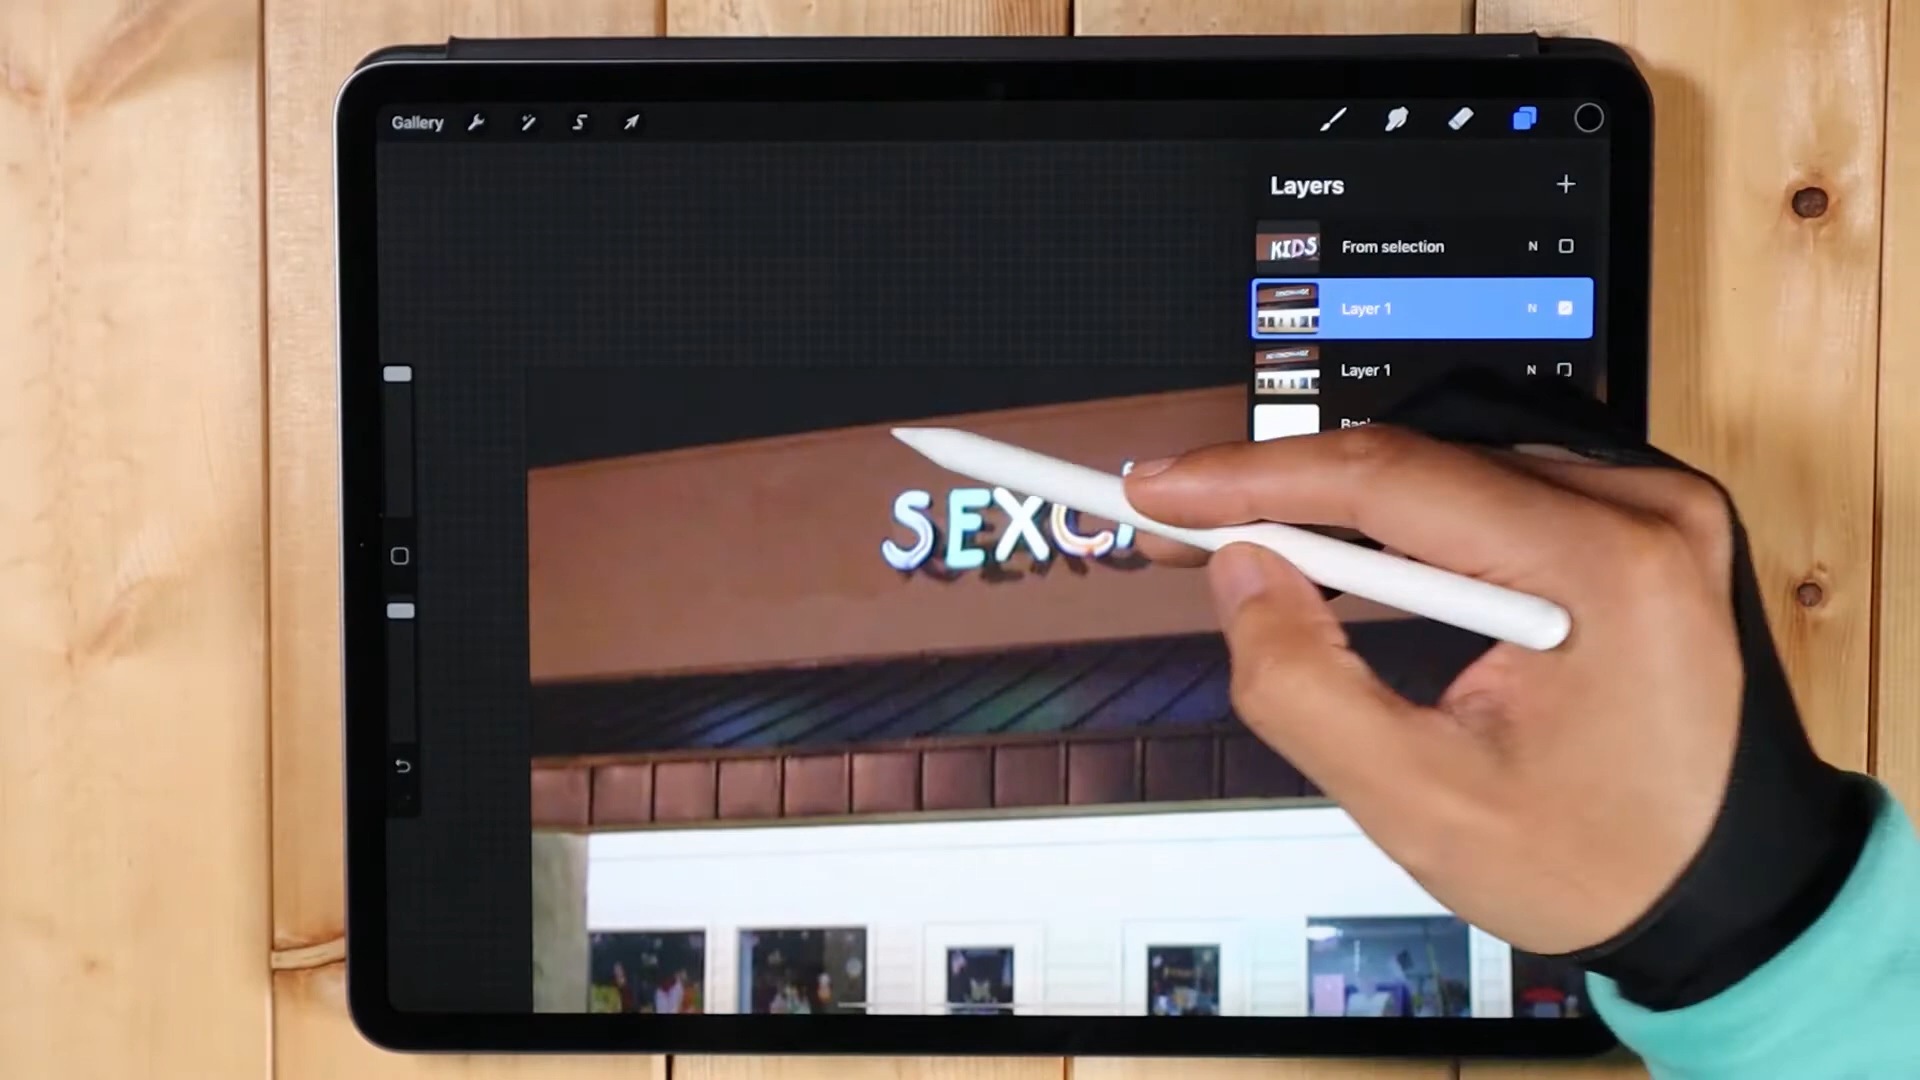 Gallery
Layers
KIDS
From selection
N
Layer 1
N
Layer 1
N
SEXC